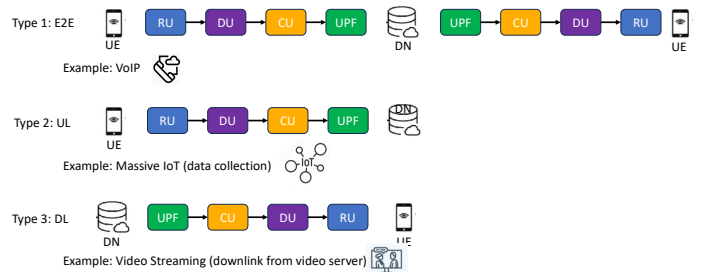 Type 1: E2E
UE
RU
DU
CU
UPF
DN
UPF
CU
DU
RU
UE
Example: VoIP
Type 2: UL
UE
RU
DU
CU
UPF
DN
Example: Massive IoT (data collection)
IoT
Type 3: DL
DN
UPF
CU
DU
RU
UE
Example: Video Streaming (downlink from video server)